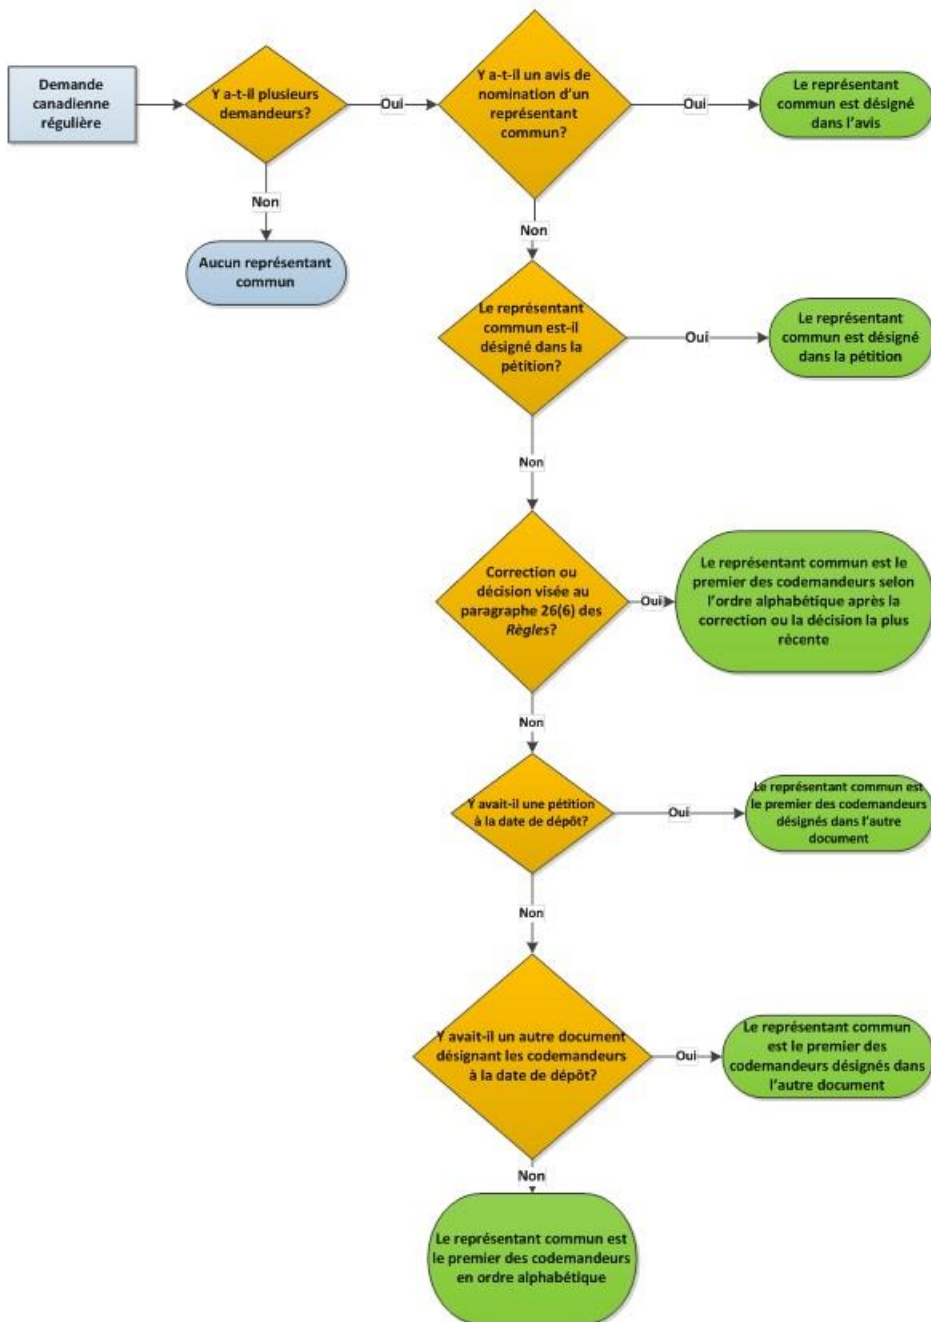 Demande
canadienne
régulière
Y a-t-il plusieurs
demandeurs?
Oui
Y a-t-il un avis de
nomination d'un
représentant
commun?
Oui
Le représentant
commun est désigné
dans l'avis
Non
Aucun représentant
commun
Non
Le représentant
commun est-il
désigné dans la
pétition?
Oui
Le représentant
commun est désigné
dans la pétition
Non
Correction ou
décision visée au
paragraphe 26(6) des
Règles?
Oui
Le représentant commun est le
premier des codemandeurs selon
l'ordre alphabétique après la
correction ou la décision la plus
récente
Non
Y avait-il une pétition
à la date de dépôt?
Oui
Le représentant commun est
le premier des codemandeurs
désignés dans l'autre
document
Non
Y avait-il un autre document
désignant les codemandeurs
à la date de dépôt?
Oui
Le représentant commun
est le premier des
codemandeurs désignés dans
l'autre document
Non
Le représentant commun est
le premier des codemandeurs
en ordre alphabétique